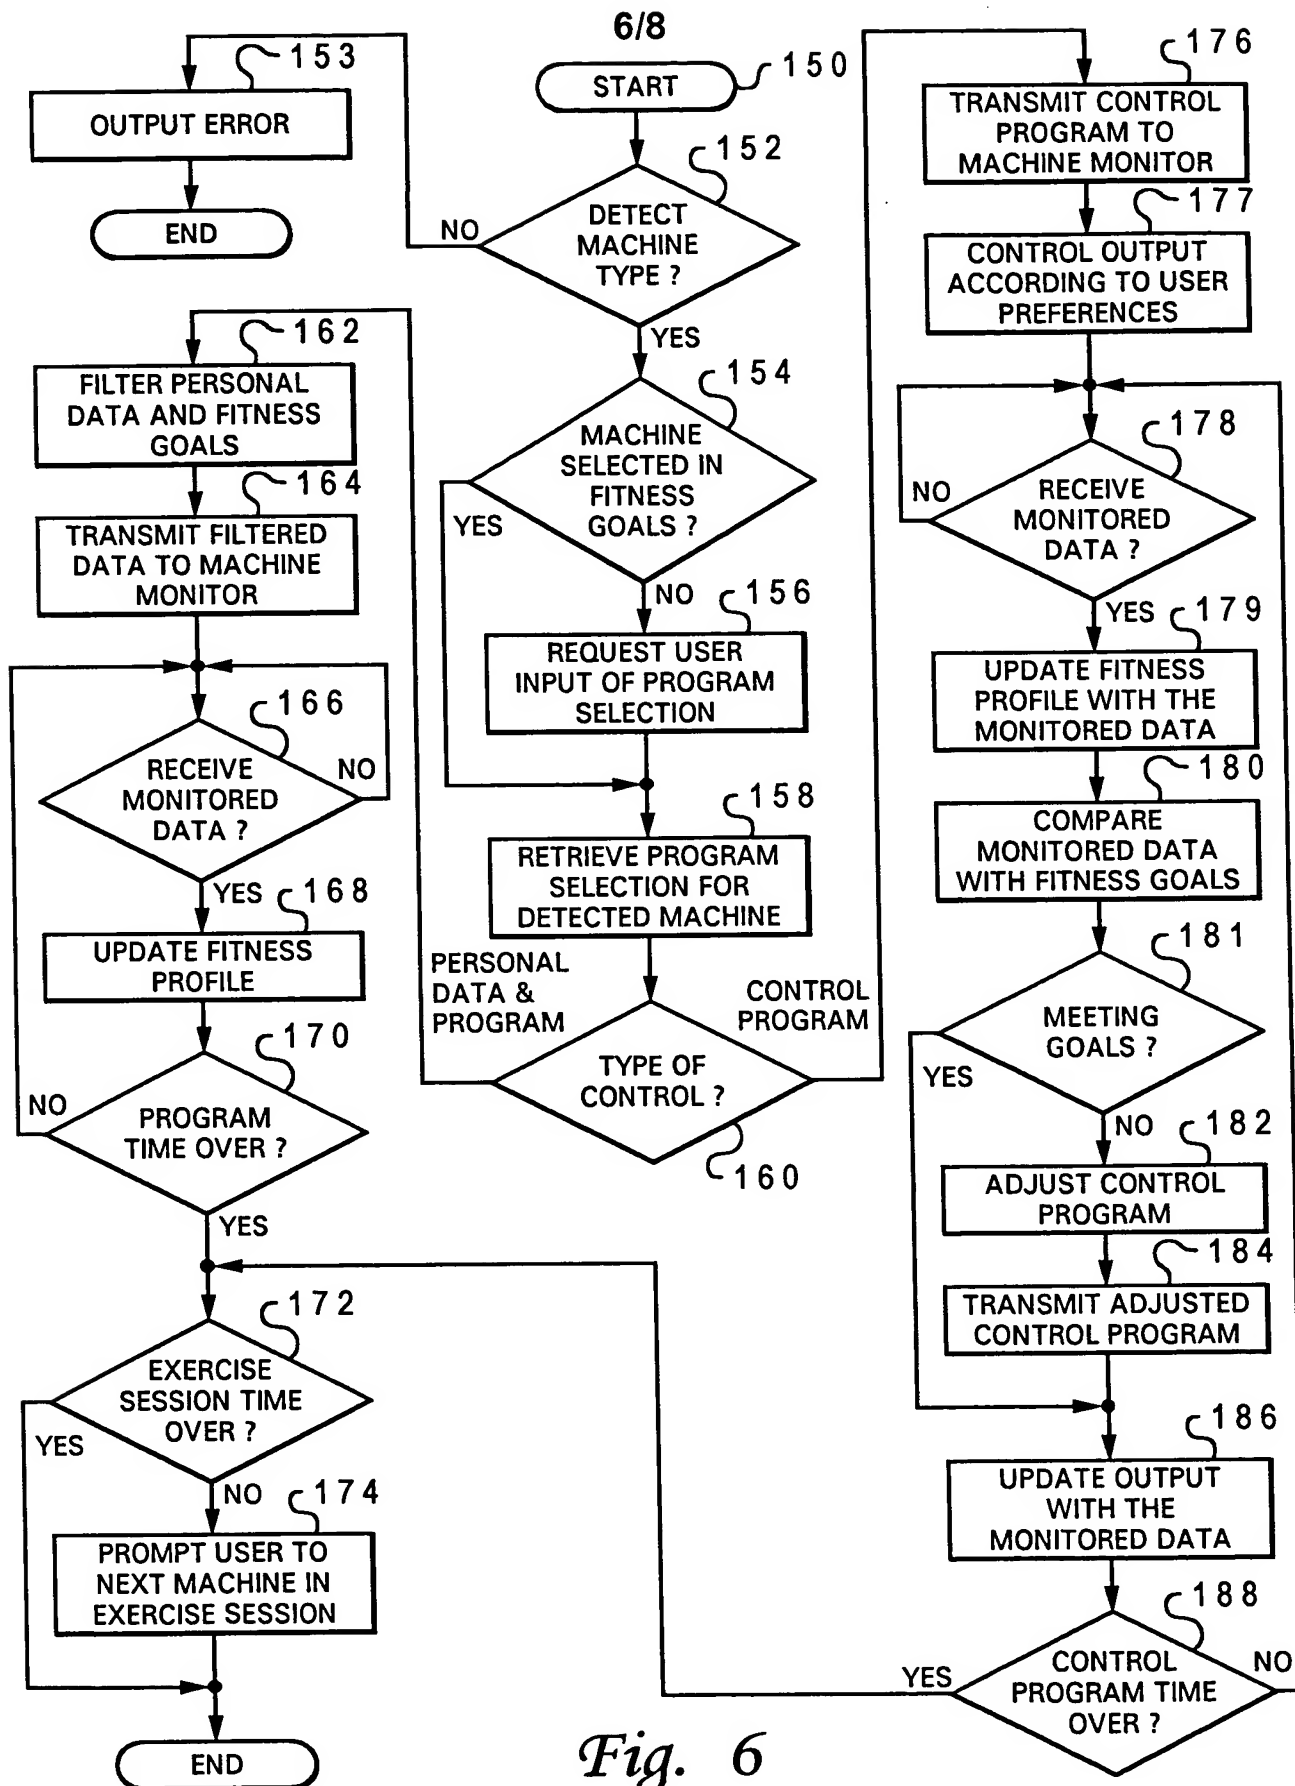 6/8
153
OUTPUT ERROR
END
START
150
152
DETECT
MACHINE
TYPE ?
NO
YES
154
MACHINE
SELECTED IN
FITNESS
GOALS ?
YES
NO
156
REQUEST USER
INPUT OF PROGRAM
SELECTION
158
RETRIEVE PROGRAM
SELECTION FOR
DETECTED MACHINE
PERSONAL
DATA &
PROGRAM
CONTROL
PROGRAM
TYPE OF
CONTROL ?
160
162
FILTER PERSONAL
DATA AND FITNESS
GOALS
164
TRANSMIT FILTERED
DATA TO MACHINE
MONITOR
166
RECEIVE
MONITORED
DATA ?
NO
YES
168
UPDATE FITNESS
PROFILE
170
PROGRAM
TIME OVER ?
NO
YES
172
EXERCISE
SESSION TIME
OVER ?
YES
NO
174
PROMPT USER TO
NEXT MACHINE IN
EXERCISE SESSION
END
176
TRANSMIT CONTROL
PROGRAM TO
MACHINE MONITOR
177
CONTROL OUTPUT
ACCORDING TO USER
PREFERENCES
178
RECEIVE
MONITORED
DATA ?
NO
YES
179
UPDATE FITNESS
PROFILE WITH THE
MONITORED DATA
180
COMPARE
MONITORED DATA
WITH FITNESS GOALS
181
MEETING
GOALS ?
YES
NO
182
ADJUST CONTROL
PROGRAM
184
TRANSMIT ADJUSTED
CONTROL PROGRAM
186
UPDATE OUTPUT
WITH THE
MONITORED DATA
188
CONTROL
PROGRAM TIME
OVER ?
YES
NO
Fig. 6